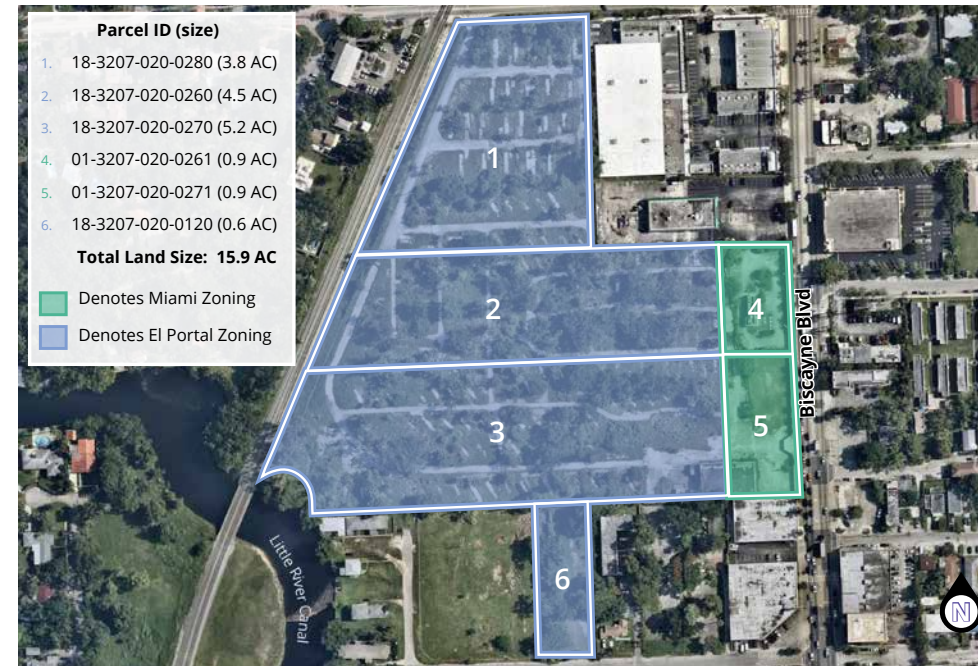 Parcel ID (size)
1. 18-3207-020-0280 (3.8 AC)
2. 18-3207-020-0260 (4.5 AC)
3. 18-3207-020-0270 (5.2 AC)
4. 01-3207-020-0261 (0.9 AC)
5. 01-3207-020-0271 (0.9 AC)
6. 18-3207-020-0120 (0.6 AC)
Total Land Size: 15.9 AC
Denotes Miami Zoning
Denotes El Portal Zoning
1
2
4
Biscayne Blvd
3
5
Little River Canal
6
N